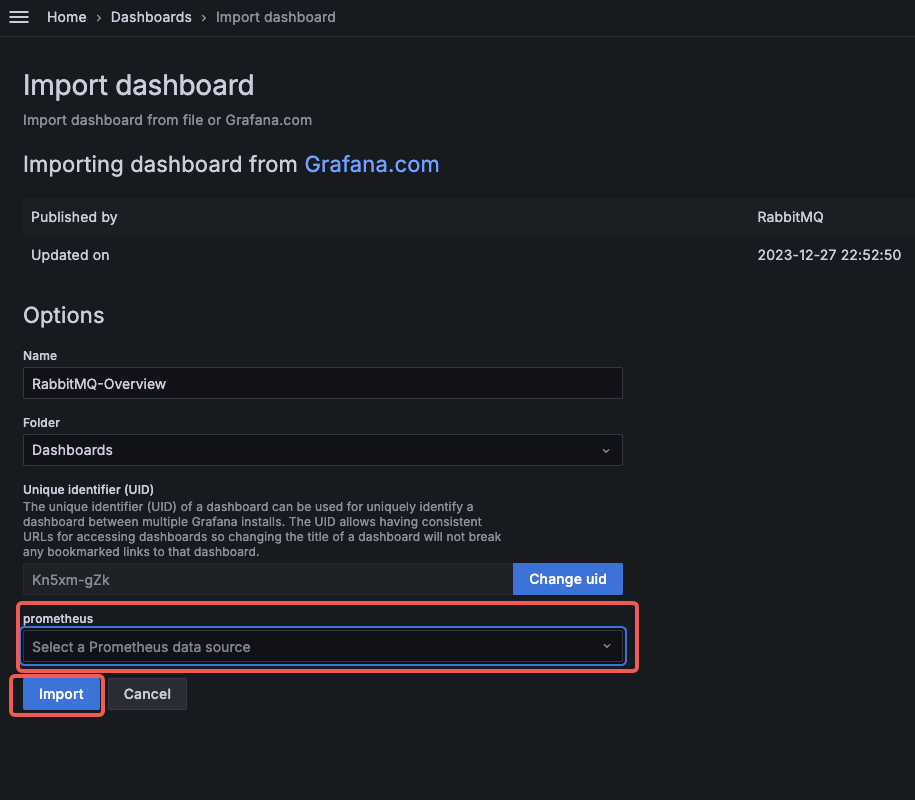 Home › Dashboards › Import dashboard
Import dashboard
Import dashboard from file or Grafana.com
Importing dashboard from Grafana.com
Published by RabbitMQ
Updated on 2023-12-27 22:52:50
Options
Name
RabbitMQ-Overview
Folder
Dashboards
Unique identifier (UID)
The unique identifier (UID) of a dashboard can be used for uniquely identify a
dashboard between multiple Grafana installs. The UID allows having consistent
URLs for accessing dashboards so changing the title of a dashboard will not break
any bookmarked links to that dashboard.
Kn5xm-gZk Change uid
prometheus
Select a Prometheus data source
Import Cancel